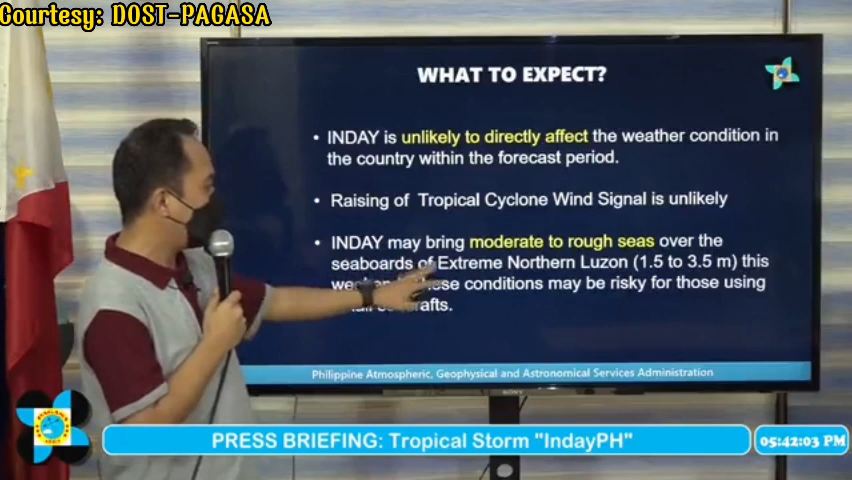 Courtesy: DOST-PAGASA
WHAT TO EXPECT?
• INDAY is unlikely to directly affect the weather condition in
the country within the forecast period.
• Raising of Tropical Cyclone Wind Signal is unlikely
• INDAY may bring moderate to rough seas over the
seaboards of Extreme Northern Luzon (1.5 to 3.5 m) this
conditions may be risky for those using
Philippine Atmospheric, Geophysical and Astronomical Services Administration
SONY
PRESS BRIEFING: Tropical Storm "IndayPH"
05:42:03 PM